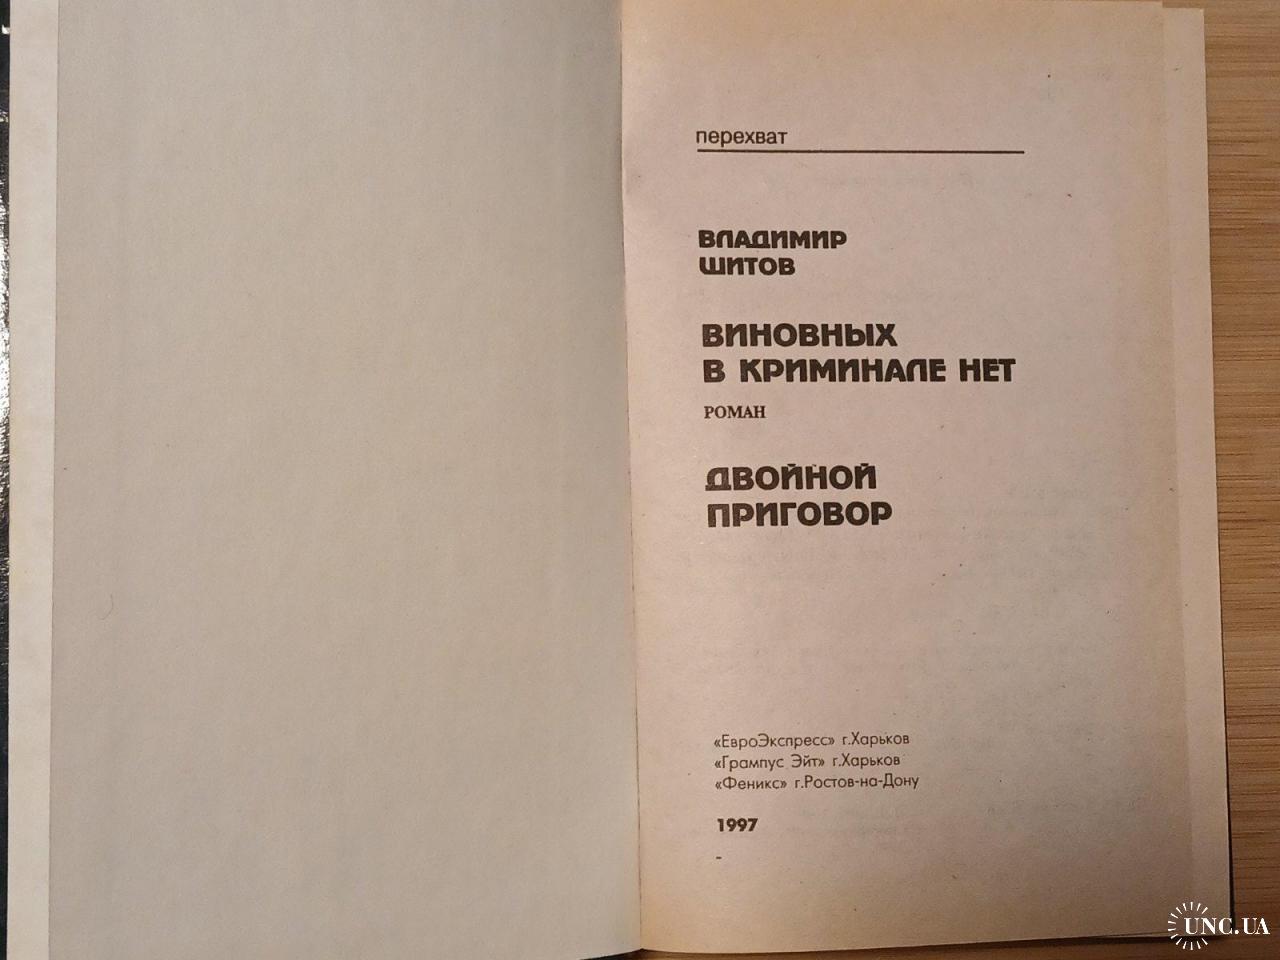 перехват
ВЛАДИМИР
ШИТОВ
ВИНОВНЫХ
В КРИМИНАЛЕ НЕТ
РОМАН
ДВОЙНОЙ
ПРИГОВОР
«ЕвроЭкспресс» г.Харьков
«Грампус Эйт» г.Харьков
«Феникс» г.Ростов-на-Дону
1997
UNC.UA